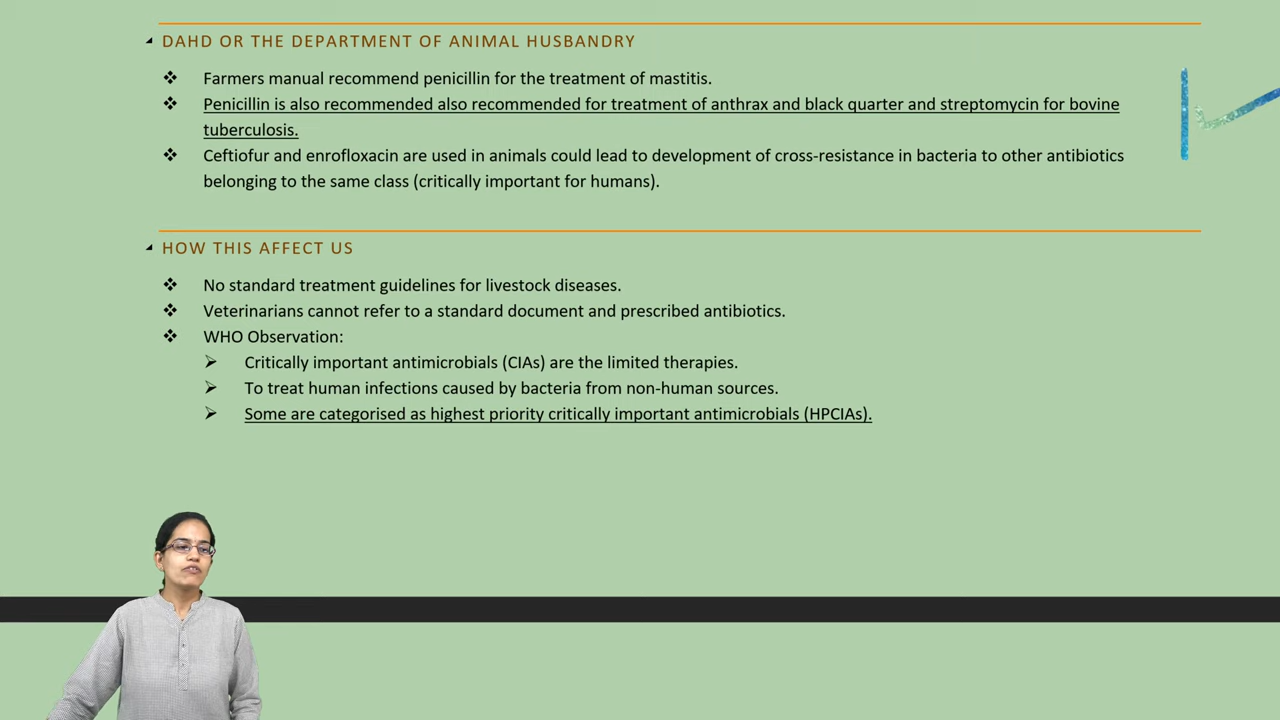 DAHD OR THE DEPARTMENT OF ANIMAL HUSBANDRY
Farmers manual recommend penicillin for the treatment of mastitis.
Penicillin is also recommended also recommended for treatment of anthrax and black quarter and streptomycin for bovine
tuberculosis.
Ceftiofur and enrofloxacin are used in animals could lead to development of cross-resistance in bacteria to other antibiotics
belonging to the same class (critically important for humans).
HOW THIS AFFECT US
No standard treatment guidelines for livestock diseases.
Veterinarians cannot refer to a standard document and prescribed antibiotics.
WHO Observation:
Critically important antimicrobials (CIAs) are the limited therapies.
To treat human infections caused by bacteria from non-human sources.
Some are categorised as highest priority critically important antimicrobials (HPCIAs).